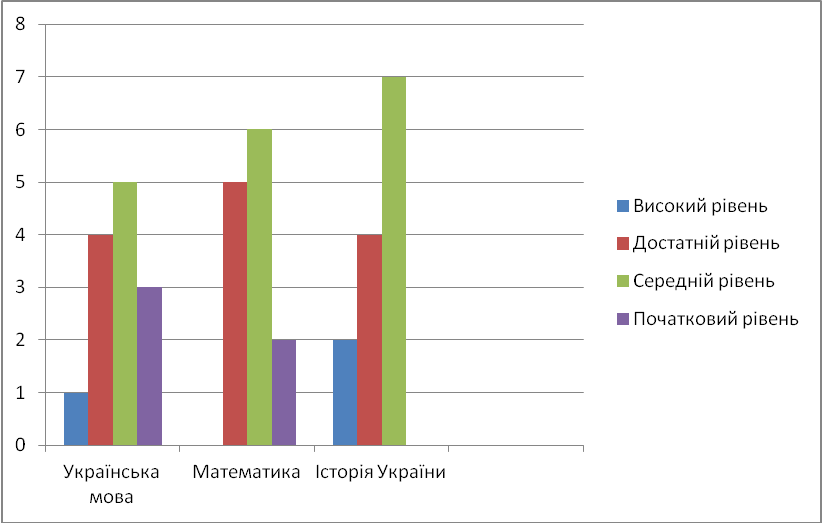 8
7
6
5
4
3
2
1
0
Українська
мова
Математика
Історія України
Високий рівень
Достатній рівень
Середній рівень
Початковий рівень